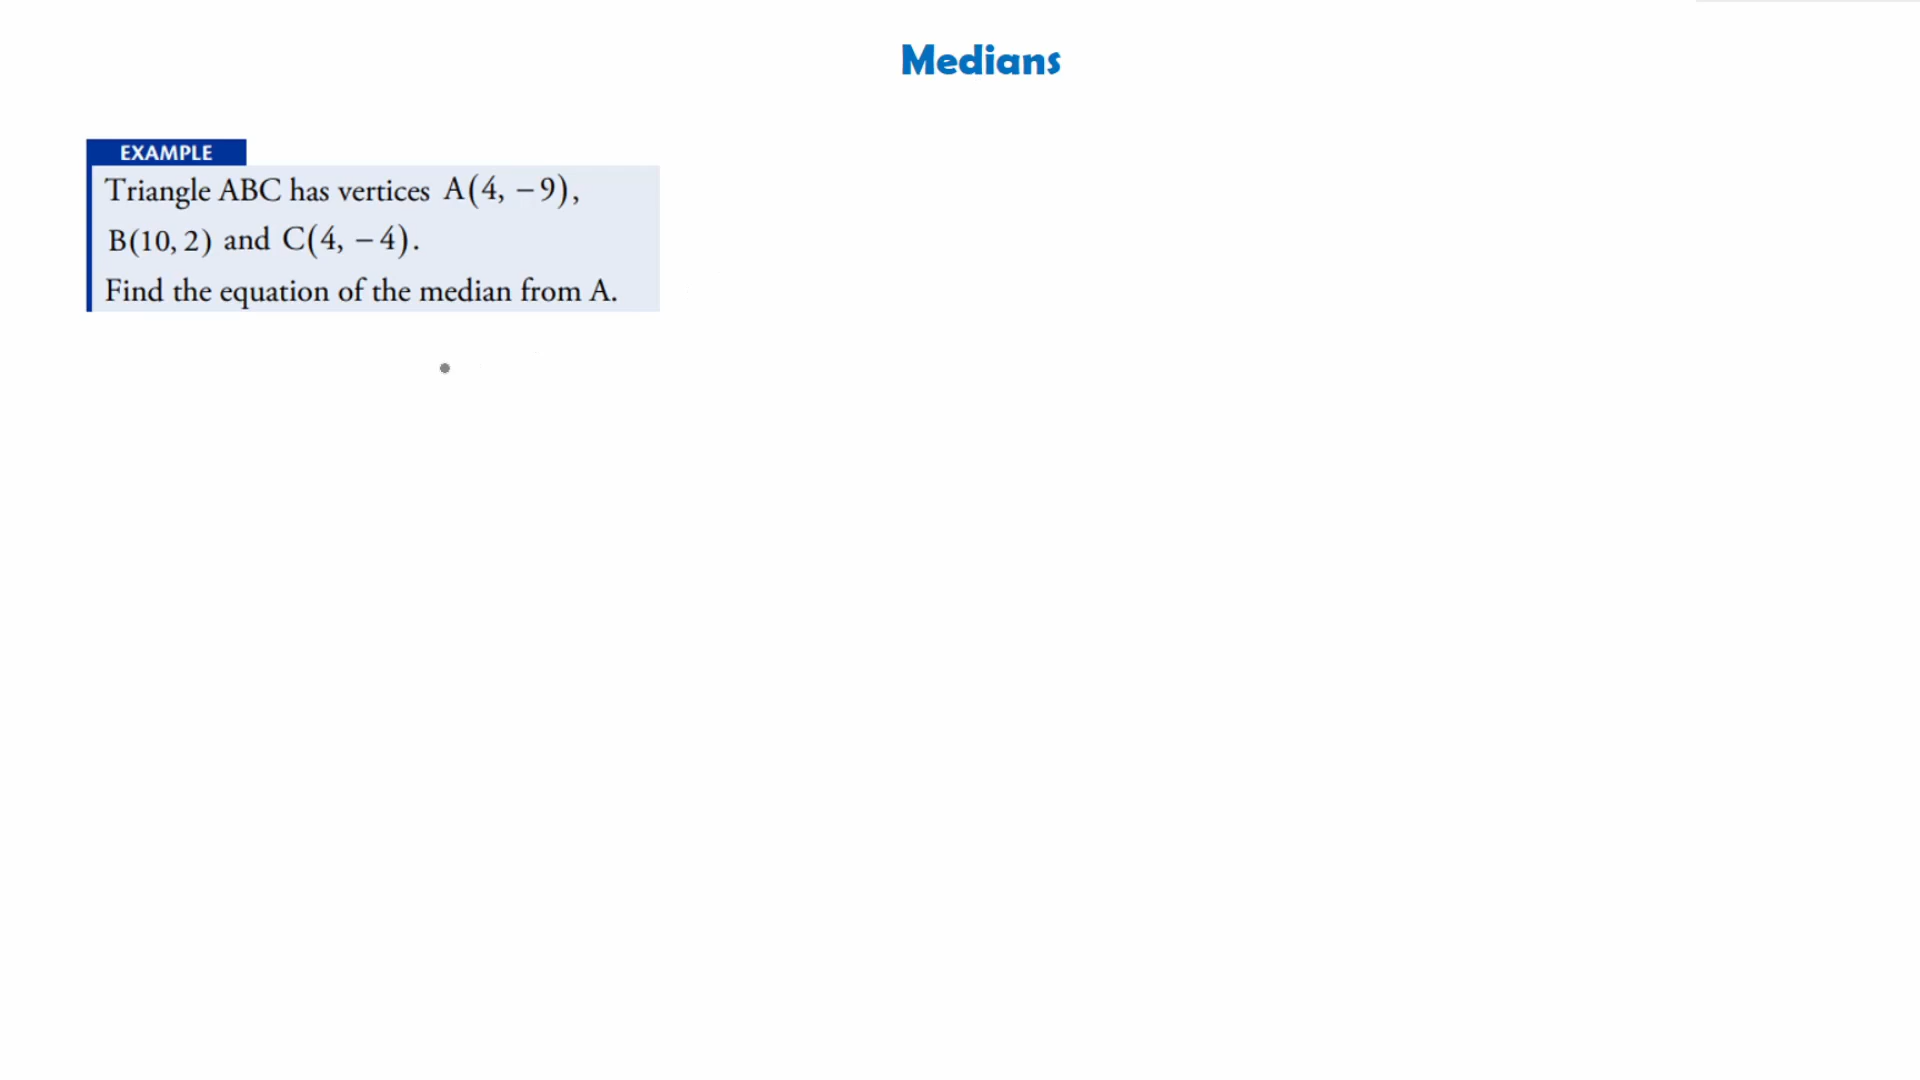 Medians
EXAMPLE
Triangle ABC has vertices A(4, −9),
B(10, 2) and C(4, −4).
Find the equation of the median from A.